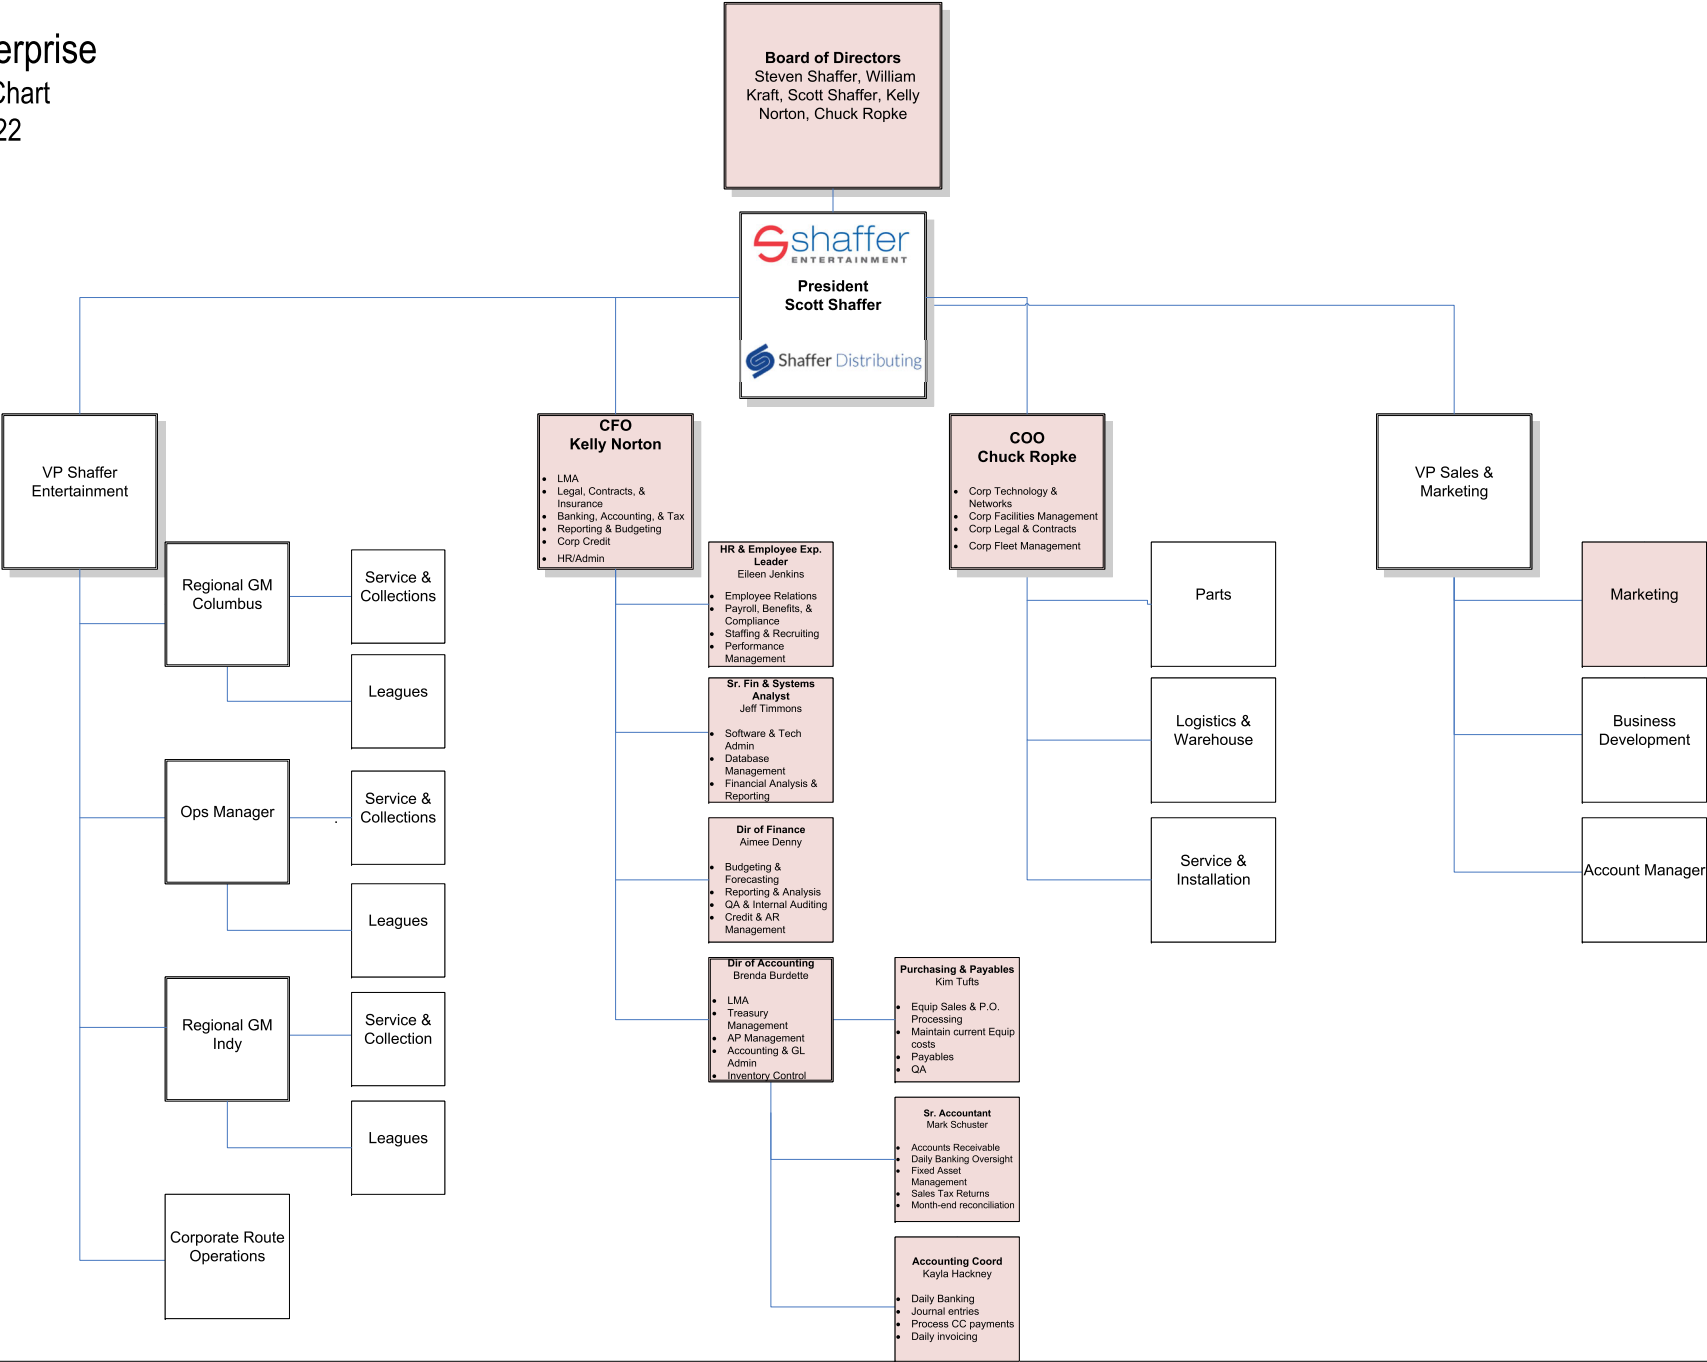 erprise
Chart
22
Board of Directors
Steven Shaffer, William
Kraft, Scott Shaffer, Kelly
Norton, Chuck Ropke
shaffer
ENTERTAINMENT
President
Scott Shaffer
Shaffer Distributing
VP Shaffer
Entertainment
Regional GM
Columbus
Service &
Collections
Leagues
Ops Manager
Service &
Collections
Leagues
Regional GM
Indy
Service &
Collection
Leagues
Corporate Route
Operations
CFO
Kelly Norton
• LMA
• Legal, Contracts, &
Insurance
• Banking, Accounting, & Tax
• Reporting & Budgeting
• Corp Credit
• HR/Admin
HR & Employee Exp.
Leader
Eileen Jenkins
• Employee Relations
• Payroll, Benefits, &
Compliance
• Staffing & Recruiting
• Performance
Management
Sr. Fin & Systems
Analyst
Jeff Timmons
• Software & Tech
Admin
• Database
Management
• Financial Analysis &
Reporting
Dir of Finance
Aimee Denny
• Budgeting &
Forecasting
• Reporting & Analysis
• QA & Internal Auditing
• Credit & AR
Management
Dir of Accounting
Brenda Burdette
• LMA
• Treasury
Management
• AP Management
• Accounting & GL
Admin
• Inventory Control
Purchasing & Payables
Kim Tufts
• Equip Sales & P.O.
Processing
• Maintain current Equip
costs
• Payables
• QA
Sr. Accountant
Mark Schuster
• Accounts Receivable
• Daily Banking Oversight
• Fixed Asset
Management
• Sales Tax Returns
• Month-end reconciliation
Accounting Coord
Kayla Hackney
• Daily Banking
• Journal entries
• Process CC payments
• Daily invoicing
COO
Chuck Ropke
• Corp Technology &
Networks
• Corp Facilities Management
• Corp Legal & Contracts
• Corp Fleet Management
Parts
Logistics &
Warehouse
Service &
Installation
VP Sales &
Marketing
Marketing
Business
Development
Account Manager